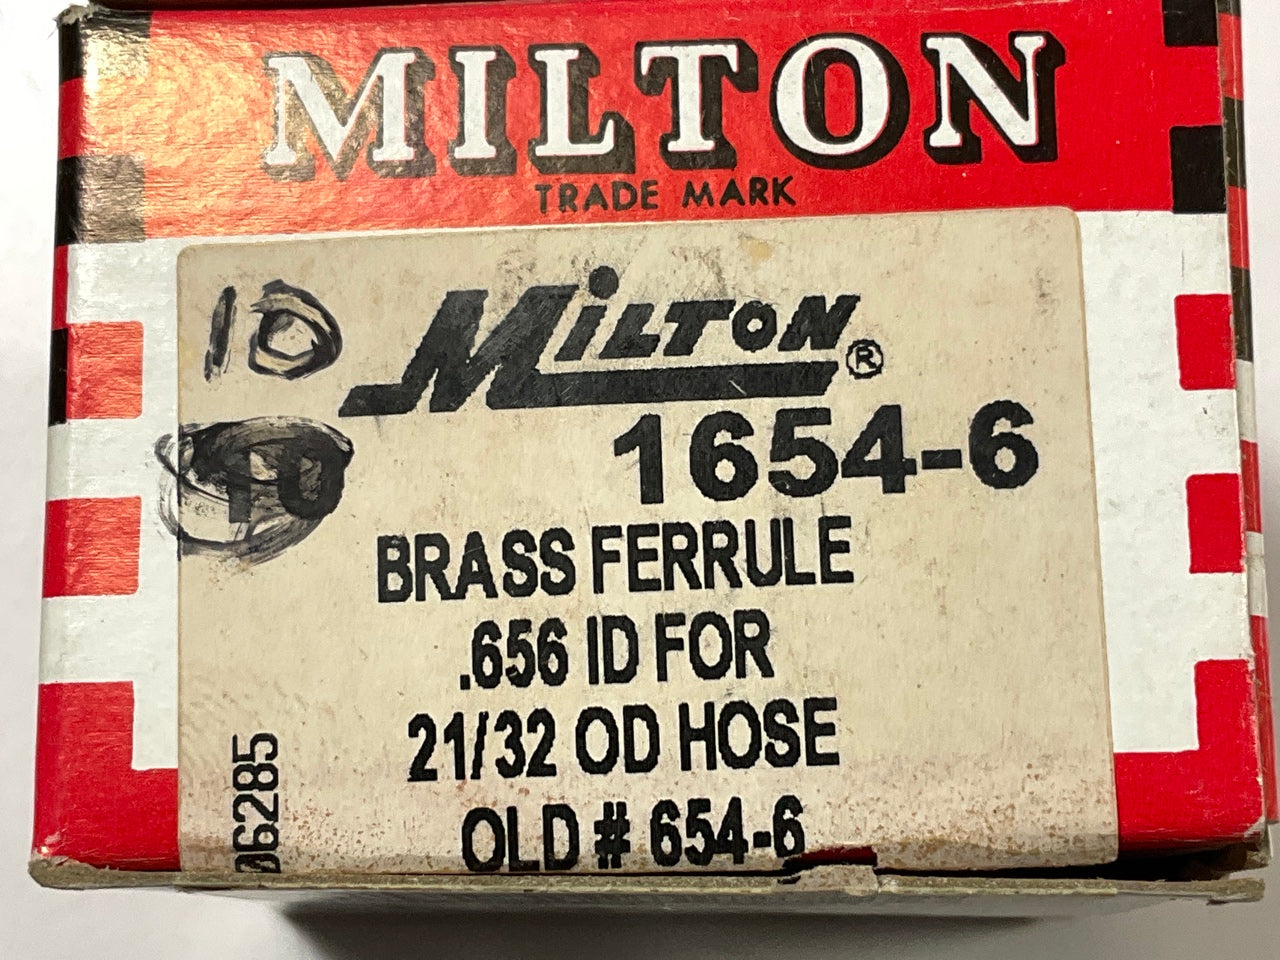 MILTON
TRADE MARK
10
MiLToN®
1654-6
10
BRASS FERRULE
.656 ID FOR
21/32 OD HOSE
OLD # 654-6
06285